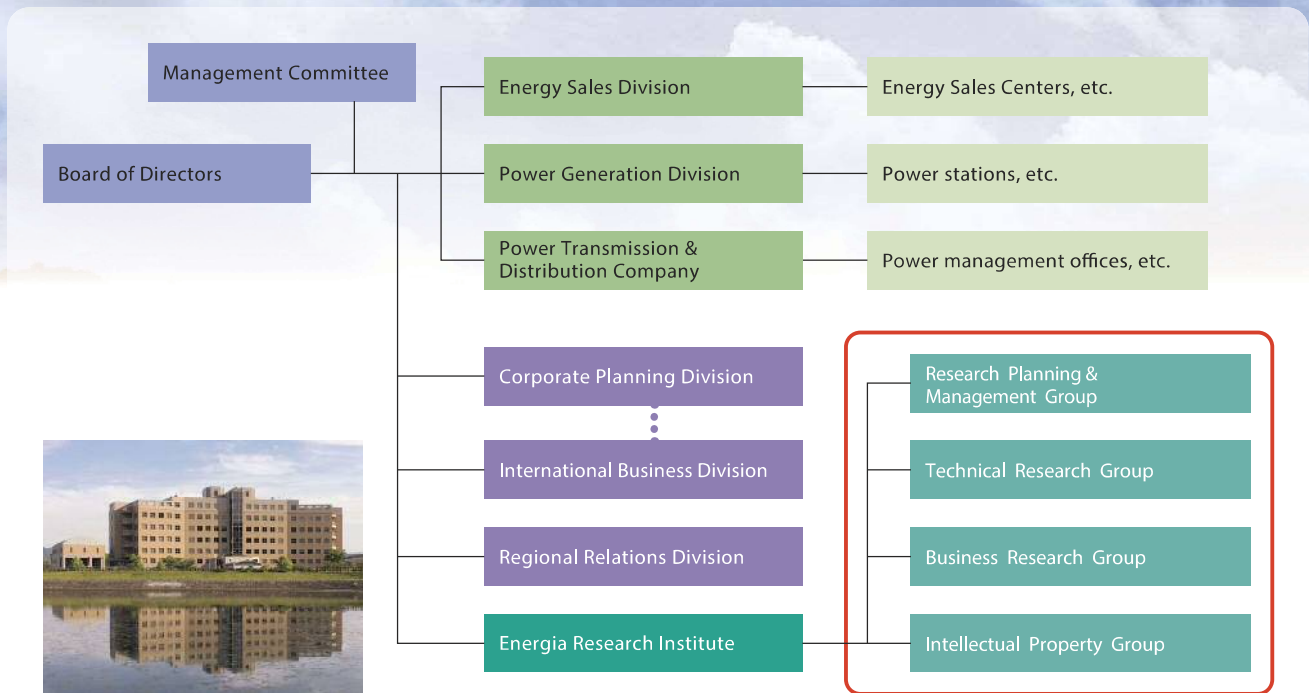 Management Committee
Board of Directors
Energy Sales Division
Energy Sales Centers, etc.
Power Generation Division
Power stations, etc.
Power Transmission &
Distribution Company
Power management offices, etc.
Corporate Planning Division
International Business Division
Regional Relations Division
Energia Research Institute
Research Planning &
Management Group
Technical Research Group
Business Research Group
Intellectual Property Group